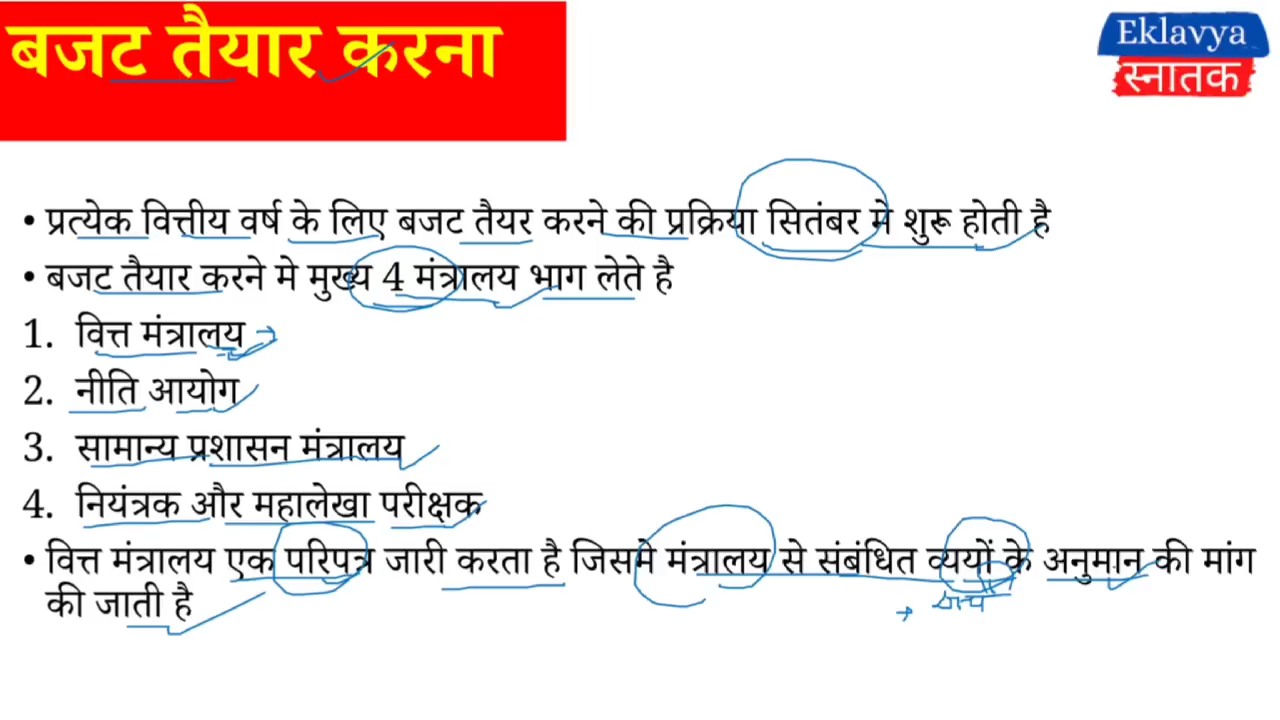 बजट तैयार करना
Eklavya
स्नातक
• प्रत्येक वित्तीय वर्ष के लिए बजट तैयर करने की प्रक्रिया सितंबर मे शुरू होती है
• बजट तैयार करने मे मुख्य 4 मंत्रालय भाग लेते है
1. वित्त मंत्रालय
2. नीति आयोग
3. सामान्य प्रशासन मंत्रालय
4. नियंत्रक और महालेखा परीक्षक
• वित्त मंत्रालय एक परिपत्र जारी करता है जिसमे मंत्रालय से संबंधित व्ययों के अनुमान की मांग
की जाती है